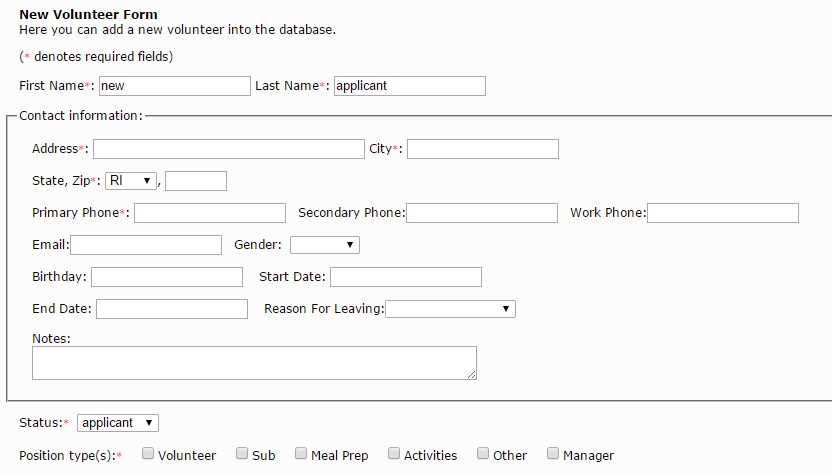 New Volunteer Form
Here you can add a new volunteer into the database.
(* denotes required fields)
First Name*: new Last Name*: applicant
Contact information:
Address*: City*:
State, Zip*: RI ,
Primary Phone*: Secondary Phone: Work Phone:
Email: Gender:
Birthday: Start Date:
End Date: Reason For Leaving:
Notes:
Status:* applicant
Position type(s):* Volunteer Sub Meal Prep Activities Other Manager